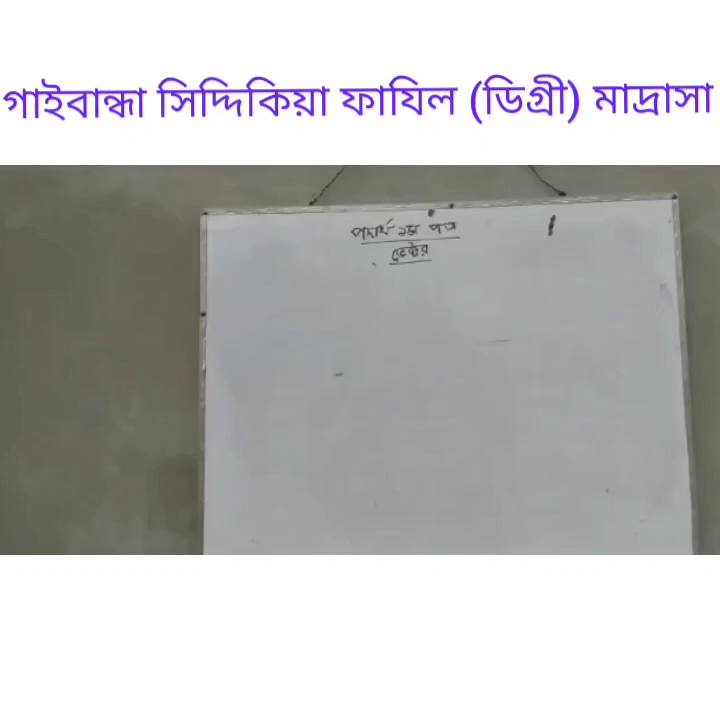 গাইবান্ধা সিদ্দিকিয়া ফাযিল (ডিগ্রী) মাদ্রাসা
পদার্থ ১ম পত্র
ভেক্টর